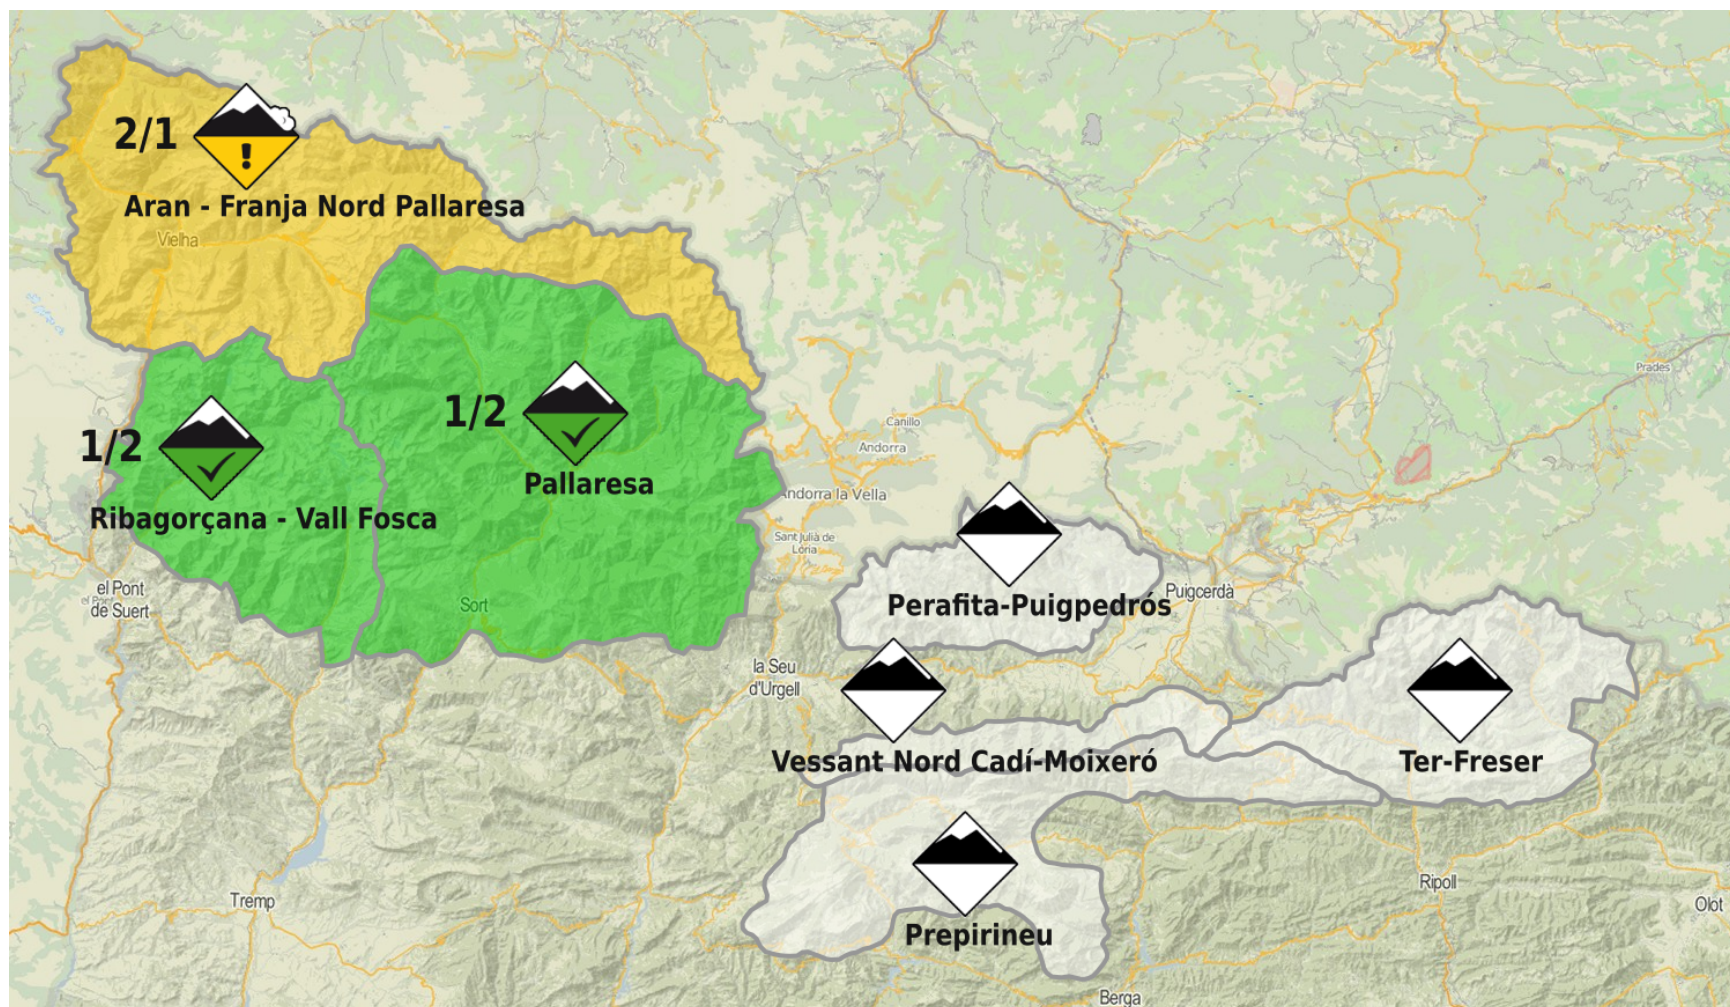 2/1
!
Aran - Franja Nord Pallaresa
Vielha
1/2
Pallaresa
1/2
Ribagorçana - Vall Fosca
Prades
Canillo
Andorra
Andorra la Vella
Sant Julià de
Lòria
el Pont
de Suert
Sort
Perafita-Puigpedrós
Puigcerdà
la Seu
d'Urgell
Vessant Nord Cadí-Moixeró
Ter-Freser
Prepirineu
Tremp
Ripoll
Olot
Berga